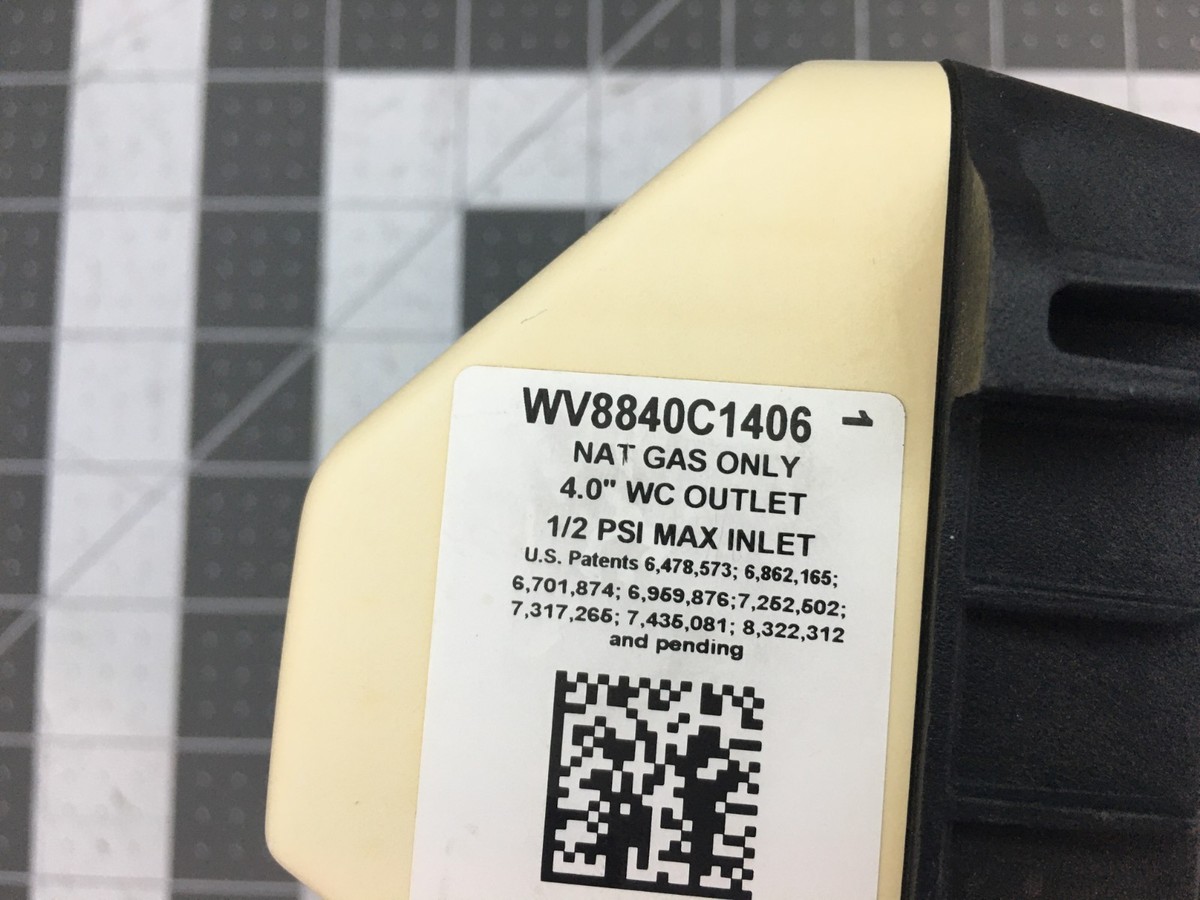 WV8840C1406 1
NAT GAS ONLY
4.0" WC OUTLET
1/2 PSI MAX INLET
U.S. Patents 6,478,573; 6,862,165;
6,701,874; 6,959,876;7,252,502;
7,317,265; 7,435,081; 8,322,312
and pending